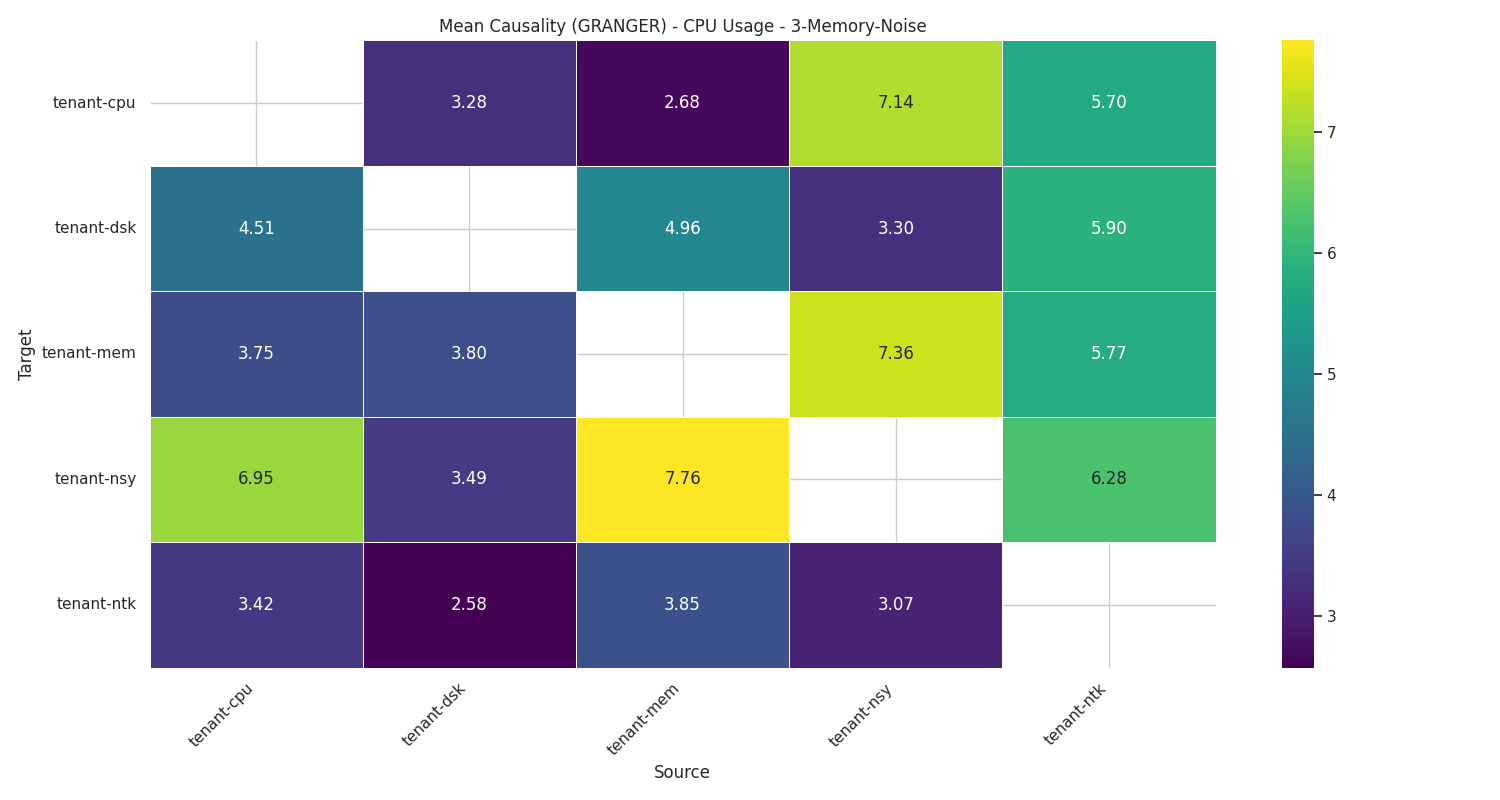 Mean Causality (GRANGER) - CPU Usage - 3-Memory-Noise
tenant-cpu 3.28 2.68 7.14 5.70
tenant-dsk 4.51 4.96 3.30 5.90
tenant-mem 3.75 3.80 7.36 5.77
tenant-nsy 6.95 3.49 7.76 6.28
tenant-ntk 3.42 2.58 3.85 3.07
Target
tenant-cpu tenant-dsk tenant-mem tenant-nsy tenant-ntk
Source
7
6
5
4
3